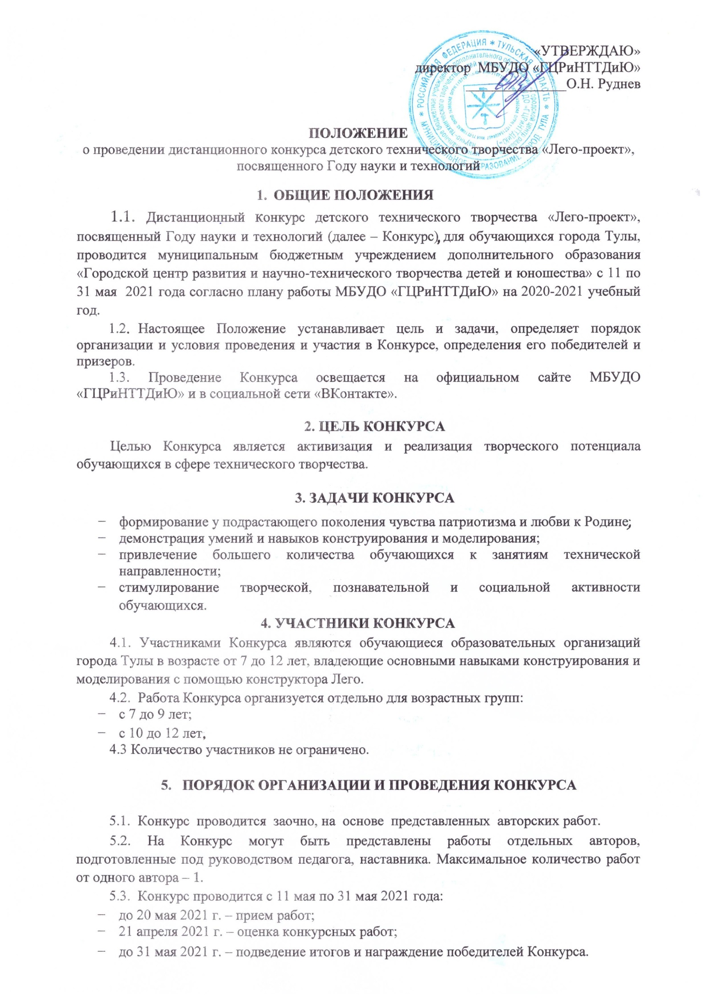 «УТВЕРЖДАЮ»
директор МБУДО «ГЦРиНТТДиЮ»
______________О.Н. Руднев
РОССИЙСКАЯ ФЕДЕРАЦИЯ * ТУЛЬСКАЯ ОБЛАСТЬ * МУНИЦИПАЛЬНОЕ ОБРАЗОВАНИЕ ГОРОД ТУЛА *
ПОЛОЖЕНИЕ
о проведении дистанционного конкурса детского технического творчества «Лего-проект»,
посвященного Году науки и технологий
1. ОБЩИЕ ПОЛОЖЕНИЯ
1.1. Дистанционный конкурс детского технического творчества «Лего-проект»,
посвященный Году науки и технологий (далее – Конкурс), для обучающихся города Тулы,
проводится муниципальным бюджетным учреждением дополнительного образования
«Городской центр развития и научно-технического творчества детей и юношества» с 11 по
31 мая 2021 года согласно плану работы МБУДО «ГЦРиНТТДиЮ» на 2020-2021 учебный
год.
1.2. Настоящее Положение устанавливает цель и задачи, определяет порядок
организации и условия проведения и участия в Конкурсе, определения его победителей и
призеров.
1.3. Проведение Конкурса освещается на официальном сайте МБУДО
«ГЦРиНТТДиЮ» и в социальной сети «ВКонтакте».
2. ЦЕЛЬ КОНКУРСА
Целью Конкурса является активизация и реализация творческого потенциала
обучающихся в сфере технического творчества.
3. ЗАДАЧИ КОНКУРСА
− формирование у подрастающего поколения чувства патриотизма и любви к Родине;
− демонстрация умений и навыков конструирования и моделирования;
− привлечение большего количества обучающихся к занятиям технической
направленности;
− стимулирование творческой, познавательной и социальной активности
обучающихся.
4. УЧАСТНИКИ КОНКУРСА
4.1. Участниками Конкурса являются обучающиеся образовательных организаций
города Тулы в возрасте от 7 до 12 лет, владеющие основными навыками конструирования и
моделирования с помощью конструктора Лего.
4.2. Работа Конкурса организуется отдельно для возрастных групп:
− с 7 до 9 лет;
− с 10 до 12 лет,
4.3 Количество участников не ограничено.
5. ПОРЯДОК ОРГАНИЗАЦИИ И ПРОВЕДЕНИЯ КОНКУРСА
5.1. Конкурс проводится заочно, на основе представленных авторских работ.
5.2. На Конкурс могут быть представлены работы отдельных авторов,
подготовленные под руководством педагога, наставника. Максимальное количество работ
от одного автора – 1.
5.3. Конкурс проводится с 11 мая по 31 мая 2021 года:
− до 20 мая 2021 г. – прием работ;
− 21 апреля 2021 г. – оценка конкурсных работ;
− до 31 мая 2021 г. – подведение итогов и награждение победителей Конкурса.